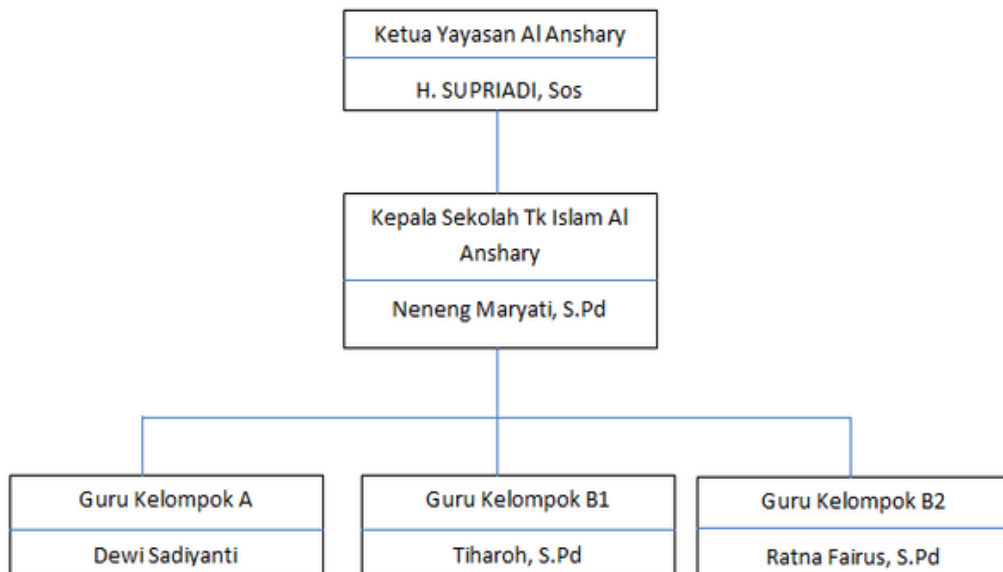 Ketua Yayasan Al Anshary
H. SUPRIADI, Sos
Kepala Sekolah Tk Islam Al
Anshary
Neneng Maryati, S.Pd
Guru Kelompok A
Dewi Sadiyanti
Guru Kelompok B1
Tiharoh, S.Pd
Guru Kelompok B2
Ratna Fairus, S.Pd